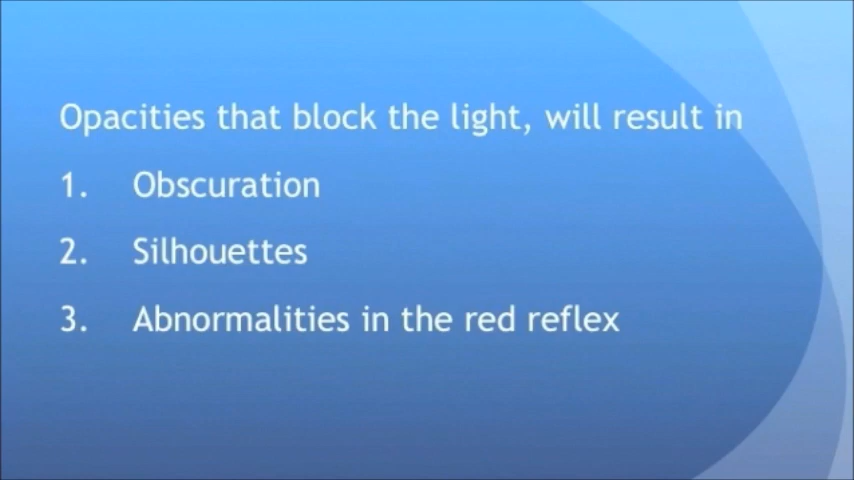 Opacities that block the light, will result in
1. Obscuration
2. Silhouettes
3. Abnormalities in the red reflex